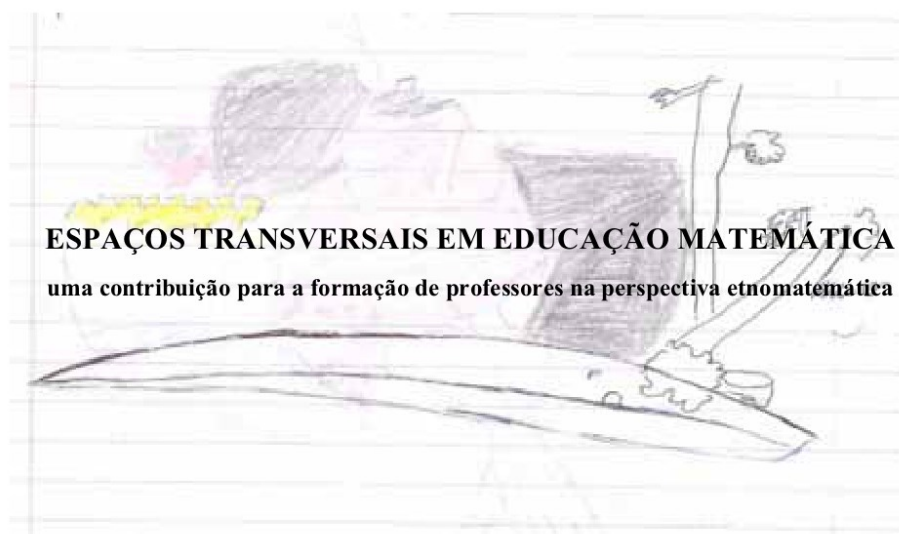 ESPAÇOS TRANSVERSAIS EM EDUCAÇÃO MATEMÁTICA
uma contribuição para a formação de professores na perspectiva etnomatemática